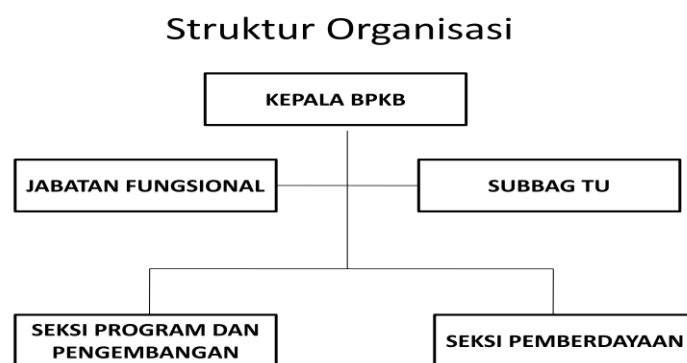 Struktur Organisasi
KEPALA BPKB
JABATAN FUNGSIONAL
SUBBAG TU
SEKSI PROGRAM DAN
PENGEMBANGAN
SEKSI PEMBERDAYAAN